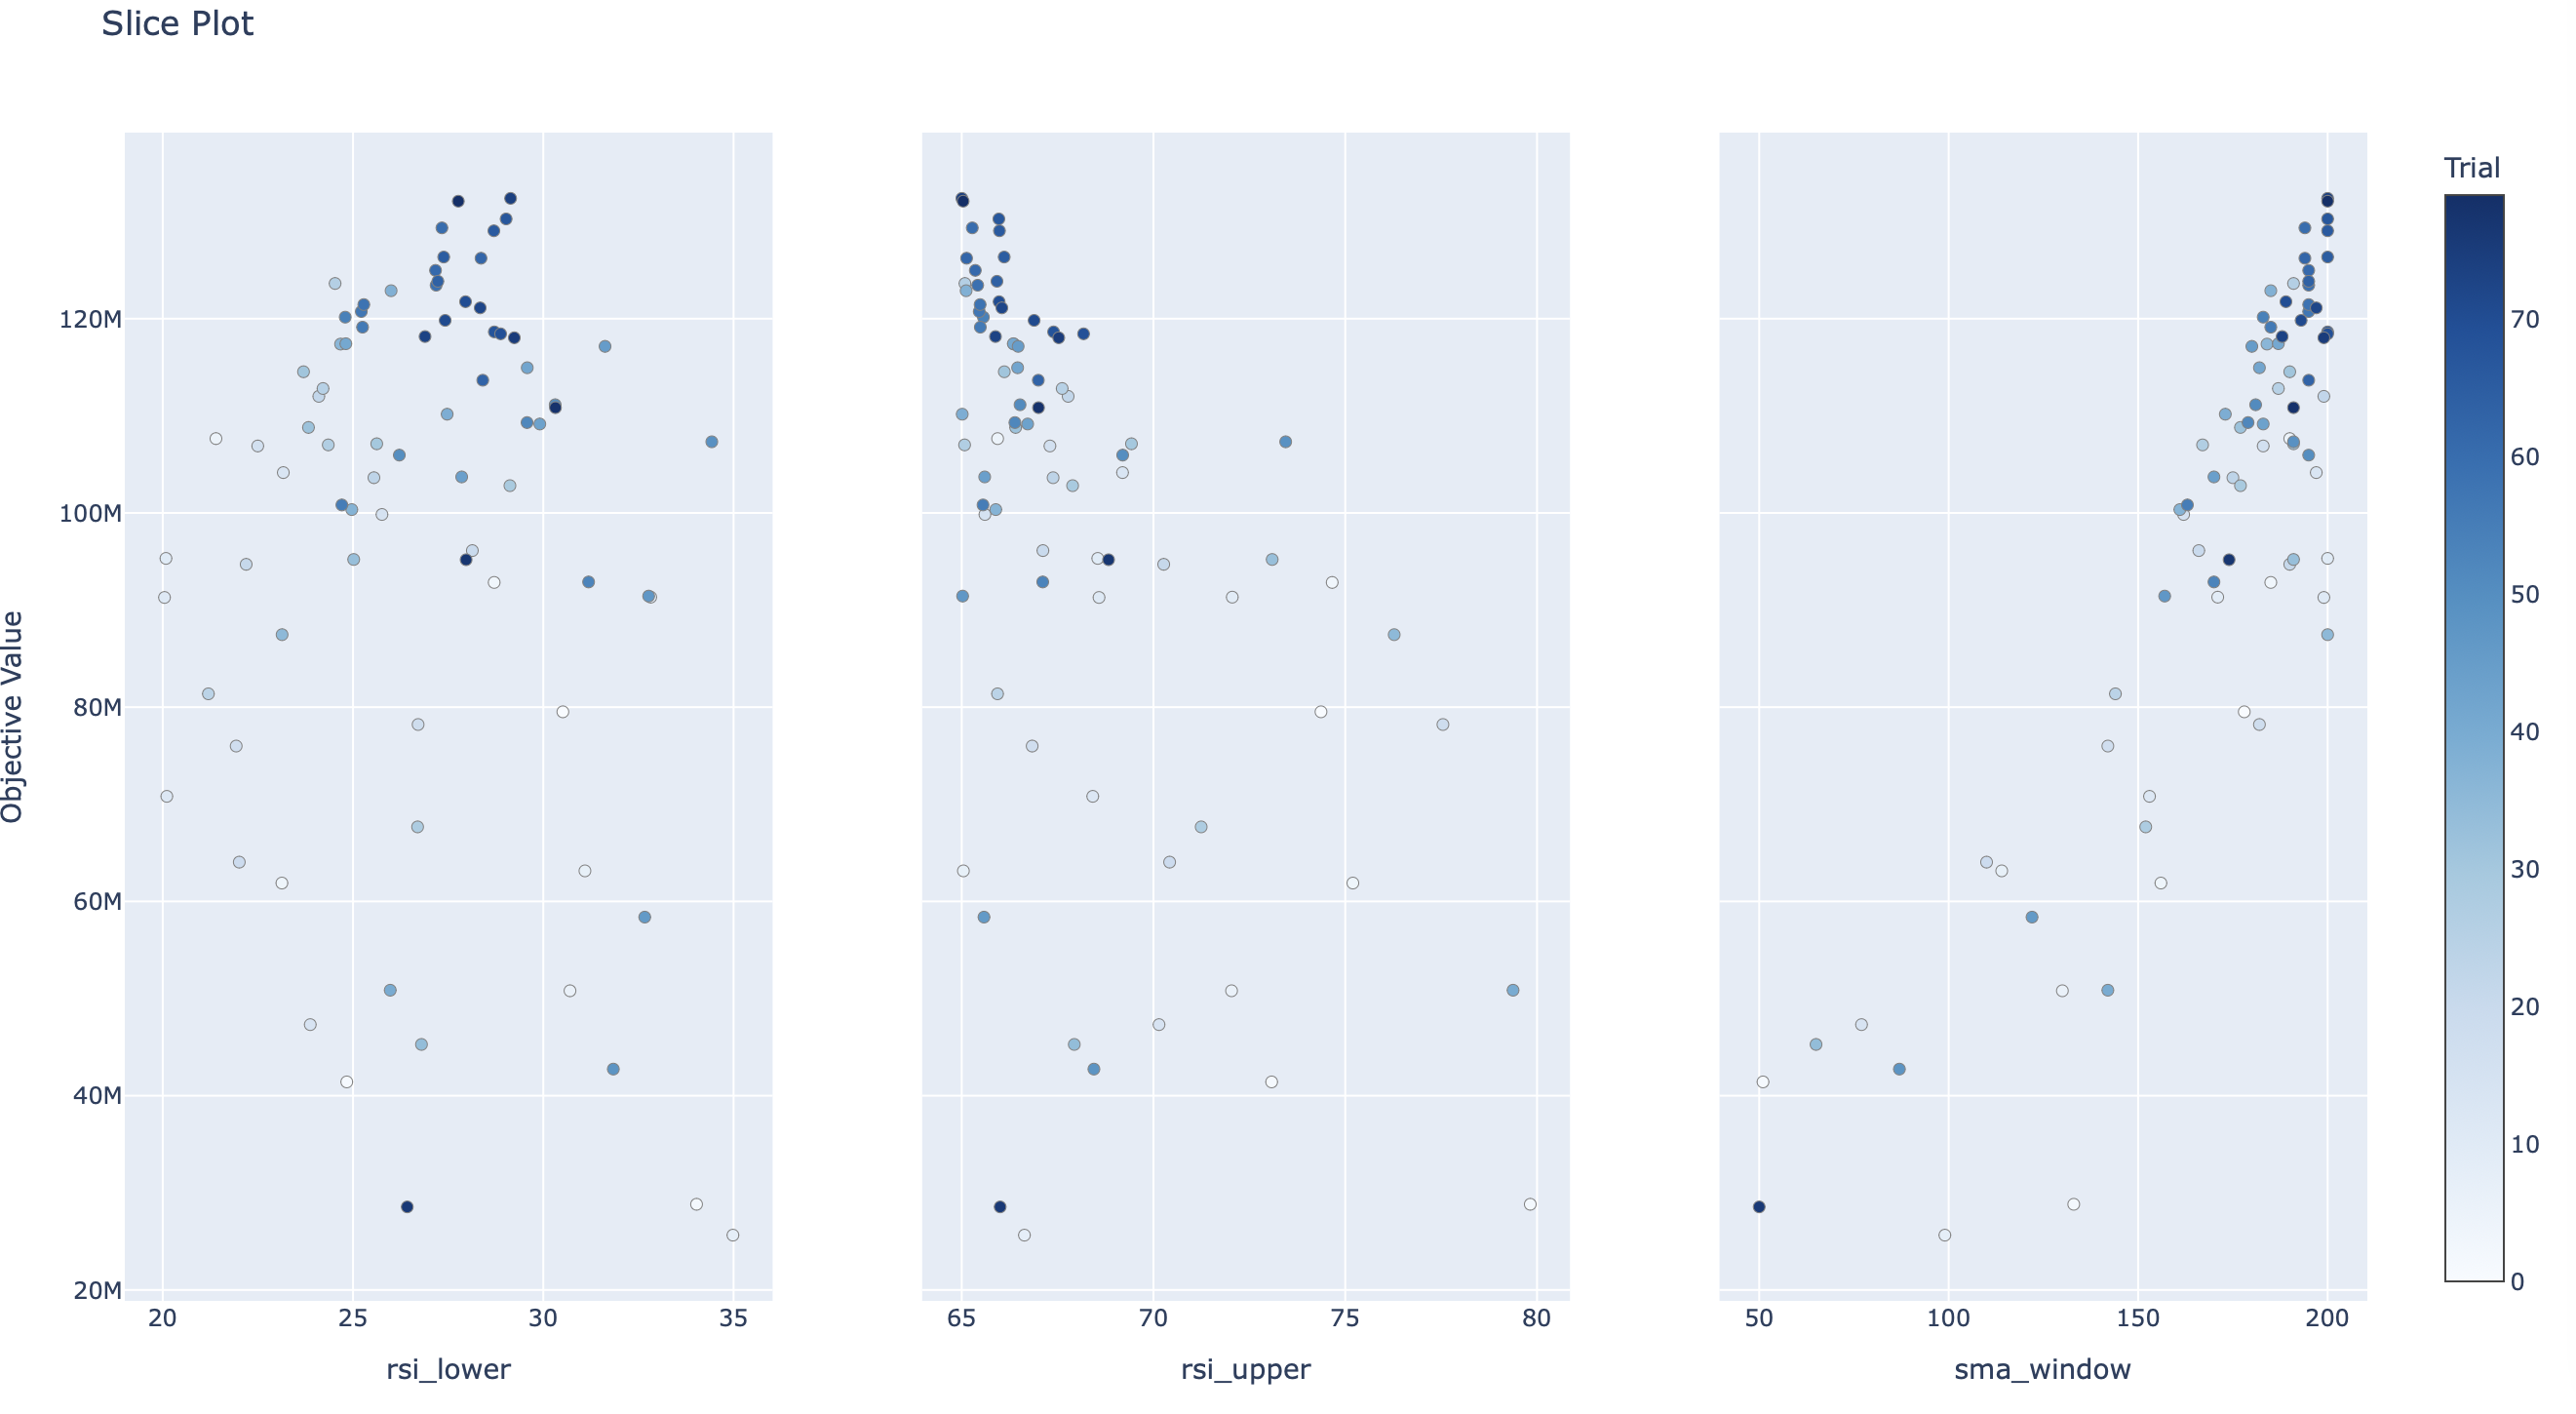 Slice Plot
Objective Value
120M
100M
80M
60M
40M
20M
20 25 30 35
rsi_lower
65 70 75 80
rsi_upper
50 100 150 200
sma_window
Trial
70
60
50
40
30
20
10
0